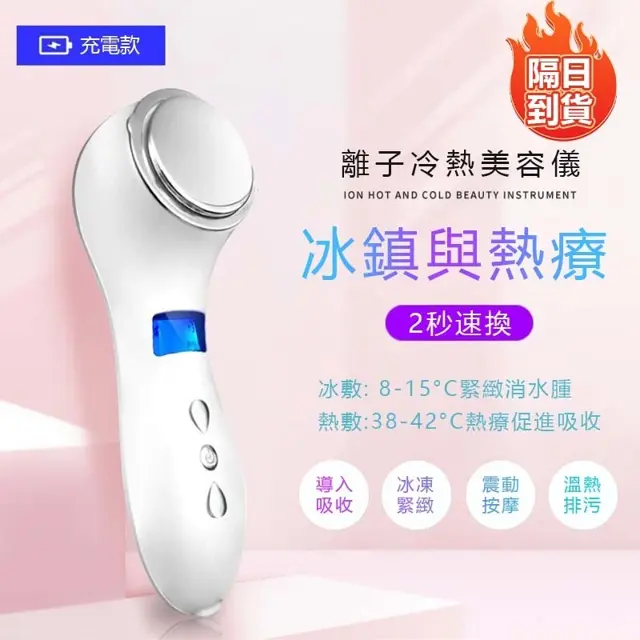 充電款
隔日
到貨
離子冷熱美容儀
ION HOT AND COLD BEAUTY INSTRUMENT
冰鎮與熱療
2秒速換
冰敷: 8-15°C緊緻消水腫
熱敷:38-42°C熱療促進吸收
導入
吸收
冰凍
緊緻
震動
按摩
溫熱
排污